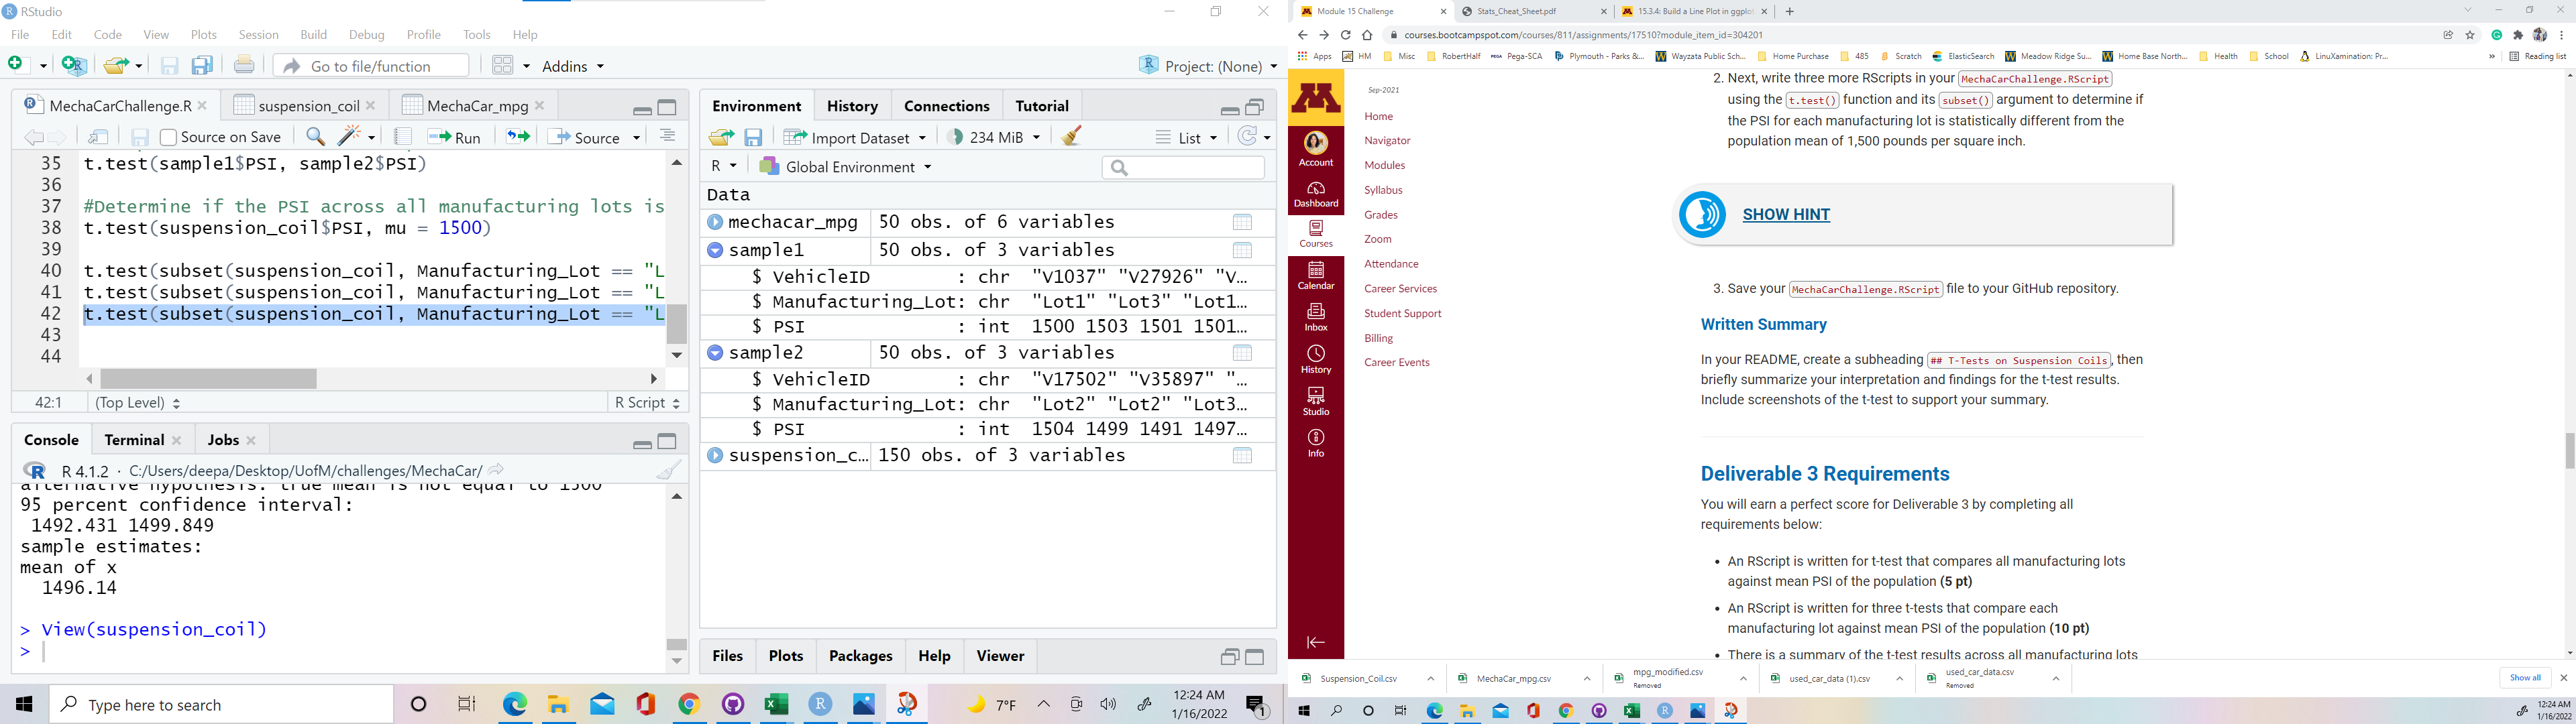 RStudio
File Edit Code View Plots Session Build Debug Profile Tools Help
Go to file/function Addins Project: (None)
MechaCarChallenge.R suspension_coil MechaCar_mpg
Source on Save Run Source
35 t.test(sample1$PSI, sample2$PSI)
36
37 #Determine if the PSI across all manufacturing lots is
38 t.test(suspension_coil$PSI, mu = 1500)
39
40 t.test(subset(suspension_coil, Manufacturing_Lot == "L
41 t.test(subset(suspension_coil, Manufacturing_Lot == "L
42 t.test(subset(suspension_coil, Manufacturing_Lot == "L
43
44
42:1 (Top Level) R Script
Console Terminal Jobs
R 4.1.2 · C:/Users/deepa/Desktop/UofM/challenges/MechaCar/
alternative hypothesis: true mean is not equal to 1500
95 percent confidence interval:
1492.431 1499.849
sample estimates:
mean of x
1496.14
> View(suspension_coil)
>
Environment History Connections Tutorial
Import Dataset 234 MiB List
R Global Environment
Data
mechacar_mpg 50 obs. of 6 variables
sample1 50 obs. of 3 variables
$ VehicleID : chr "V1037" "V27926" "V...
$ Manufacturing_Lot: chr "Lot1" "Lot3" "Lot1...
$ PSI : int 1500 1503 1501 1501...
sample2 50 obs. of 3 variables
$ VehicleID : chr "V17502" "V35897" "...
$ Manufacturing_Lot: chr "Lot2" "Lot2" "Lot3...
$ PSI : int 1504 1499 1491 1497...
suspension_c... 150 obs. of 3 variables
Files Plots Packages Help Viewer
Type here to search 7°F 12:24 AM
1/16/2022 1
Module 15 Challenge Stats_Cheat_Sheet.pdf 15.3.4: Build a Line Plot in ggplo
courses.bootcampspot.com/courses/811/assignments/17510?module_item_id=304201
Apps HM Misc RobertHalf Pega-SCA Plymouth - Parks &... Wayzata Public Sch... Home Purchase 485 Scratch ElasticSearch Meadow Ridge Su... Home Base North... Health School LinuXamination: Pr... » Reading list
Account
Dashboard
Courses
Calendar
Inbox
History
Studio
Info
Sep-2021
Home
Navigator
Modules
Syllabus
Grades
Zoom
Attendance
Career Services
Student Support
Billing
Career Events
2. Next, write three more RScripts in your MechaCarChallenge.RScript
using the t.test() function and its subset() argument to determine if
the PSI for each manufacturing lot is statistically different from the
population mean of 1,500 pounds per square inch.
SHOW HINT
3. Save your MechaCarChallenge.RScript file to your GitHub repository.
Written Summary
In your README, create a subheading ## T-Tests on Suspension Coils, then
briefly summarize your interpretation and findings for the t-test results.
Include screenshots of the t-test to support your summary.
Deliverable 3 Requirements
You will earn a perfect score for Deliverable 3 by completing all
requirements below:
• An RScript is written for t-test that compares all manufacturing lots
against mean PSI of the population (5 pt)
• An RScript is written for three t-tests that compare each
manufacturing lot against mean PSI of the population (10 pt)
• There is a summary of the t-test results across all manufacturing lots
Suspension_Coil.csv MechaCar_mpg.csv mpg_modified.csv used_car_data (1).csv used_car_data.csv Show all
Removed Removed
12:24 AM
1/16/2022